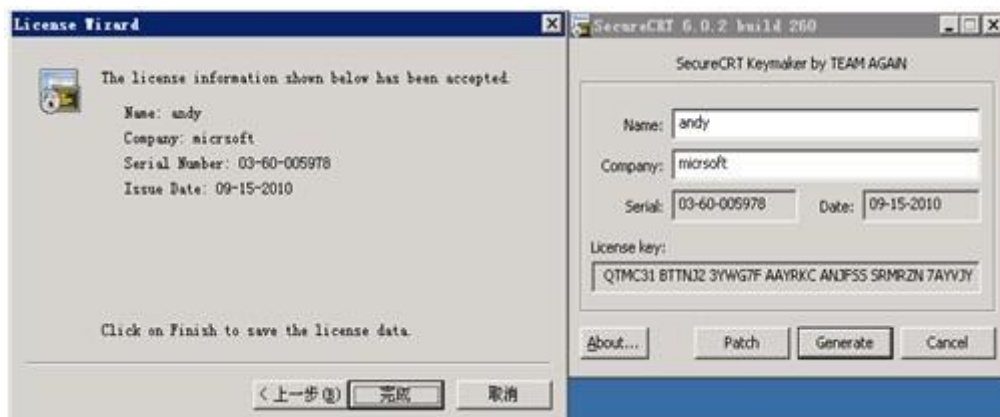 License Wizard
The license information shown below has been accepted.
Name: andy
Company: micrsoft
Serial Number: 03-60-005978
Issue Date: 09-15-2010
Click on Finish to save the license data.
< 上一步(B)
完成
取消
SecureCRT 6.0.2 build 260
SecureCRT Keymaker by TEAM AGAiN
Name: andy
Company: micrsoft
Serial: 03-60-005978 Date: 09-15-2010
License key:
QTMC31 BTTNJ2 3YWG7F AAYRKC ANJFSS SRMRZN 7AYVJY
About... Patch Generate Cancel